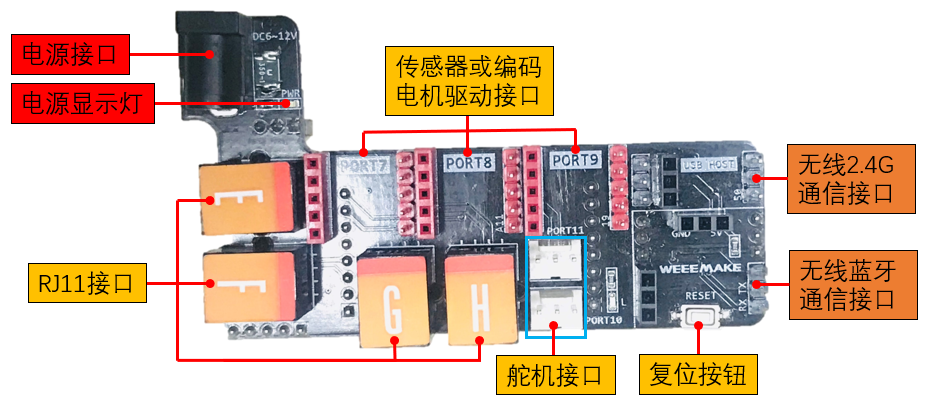 DC6~12V
电源接口
传感器或编码
电机驱动接口
电源显示灯
PWR
PORT7
PORT8
PORT9
USB HOST
无线2.4G
通信接口
E
A11
GND
5V
PORT11
WEEEMAKE
RJ11接口
F
G
H
RX TX
无线蓝牙
通信接口
RESET
L
PORT10
舵机接口
复位按钮